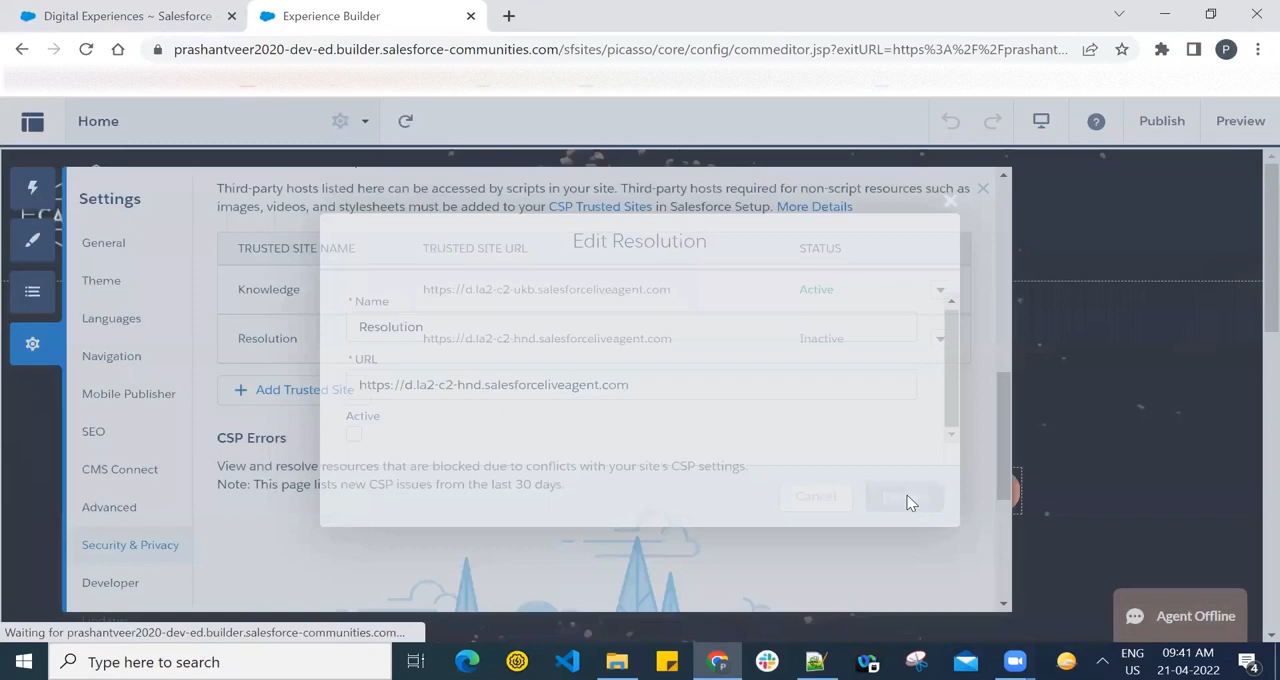 Digital Experiences ~ Salesforce
Experience Builder
prashantveer2020-dev-ed.builder.salesforce-communities.com/sfsites/picasso/core/config/commeditor.jsp?exitURL=https%3A%2F%2Fprashant...
P
Home
Publish
Preview
Settings
General
Theme
Languages
Navigation
Mobile Publisher
SEO
CMS Connect
Advanced
Security & Privacy
Developer
Updates
Third-party hosts listed here can be accessed by scripts in your site. Third-party hosts required for non-script resources such as
images, videos, and stylesheets must be added to your CSP Trusted Sites in Salesforce Setup. More Details
TRUSTED SITE NAME TRUSTED SITE URL STATUS
Knowledge https://d.la2-c2-ukb.salesforceliveagent.com Active
Resolution https://d.la2-c2-hnd.salesforceliveagent.com Inactive
+ Add Trusted Site
CSP Errors
View and resolve resources that are blocked due to conflicts with your site's CSP settings.
Note: This page lists new CSP issues from the last 30 days.
Edit Resolution
* Name
Resolution
* URL
https://d.la2-c2-hnd.salesforceliveagent.com
Active
Cancel
Agent Offline
Waiting for prashantveer2020-dev-ed.builder.salesforce-communities.com...
Type here to search
ENG
US
09:41 AM
21-04-2022
4